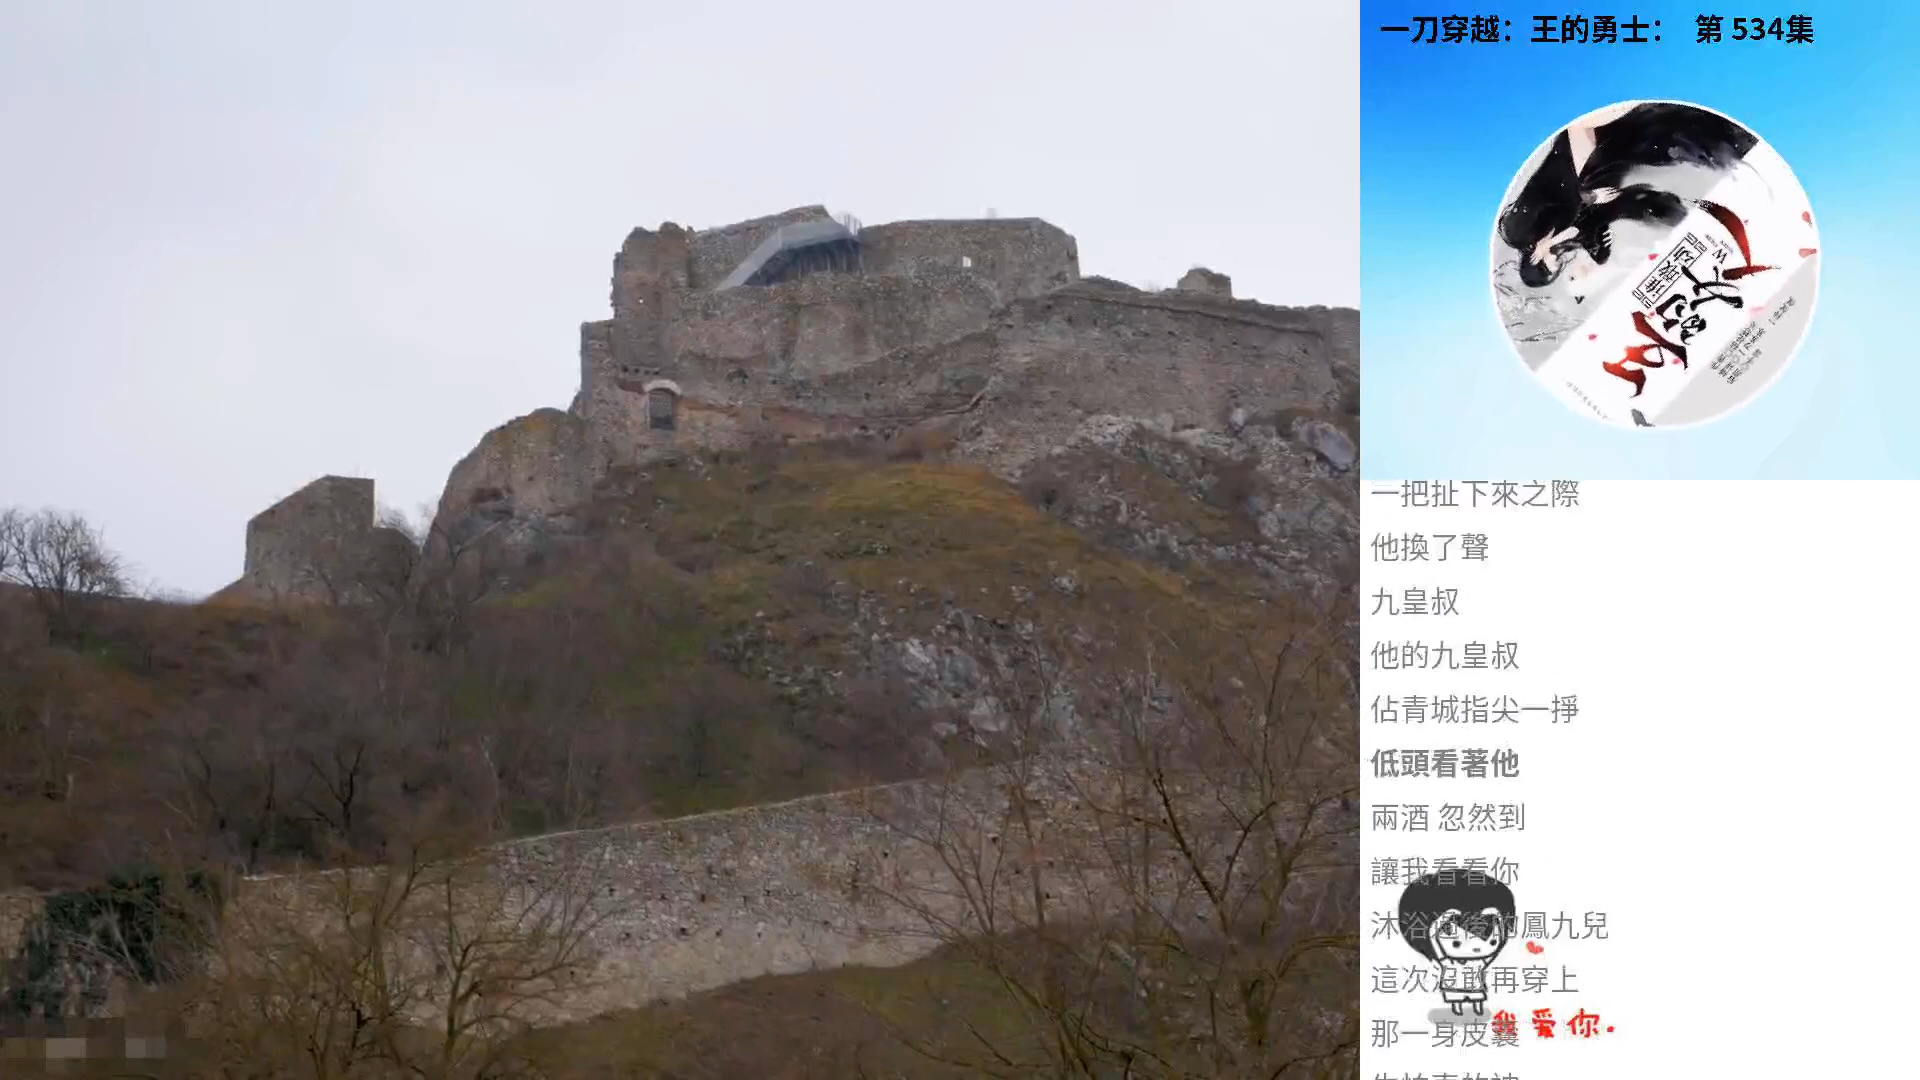 一刀穿越：王的勇士： 第 534集
一把扯下來之際
他換了聲
九皇叔
他的九皇叔
佔青城指尖一掙
低頭看著他
兩酒 忽然到
讓我看看你
沐浴過後的鳳九兒
這次沒敢再穿上
那一身皮裹
我爱你.